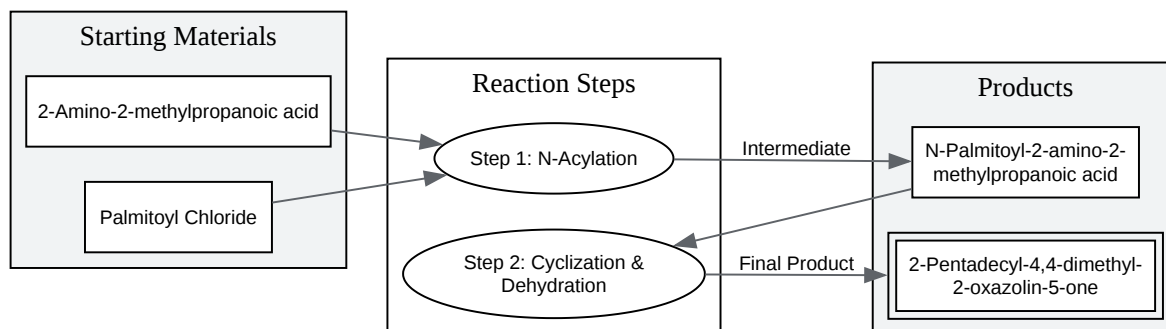 Starting Materials
2-Amino-2-methylpropanoic acid
Palmitoyl Chloride
Reaction Steps
Step 1: N-Acylation
Step 2: Cyclization &
Dehydration
Intermediate
Final Product
Products
N-Palmitoyl-2-amino-2-
methylpropanoic acid
2-Pentadecyl-4,4-dimethyl-
2-oxazolin-5-one